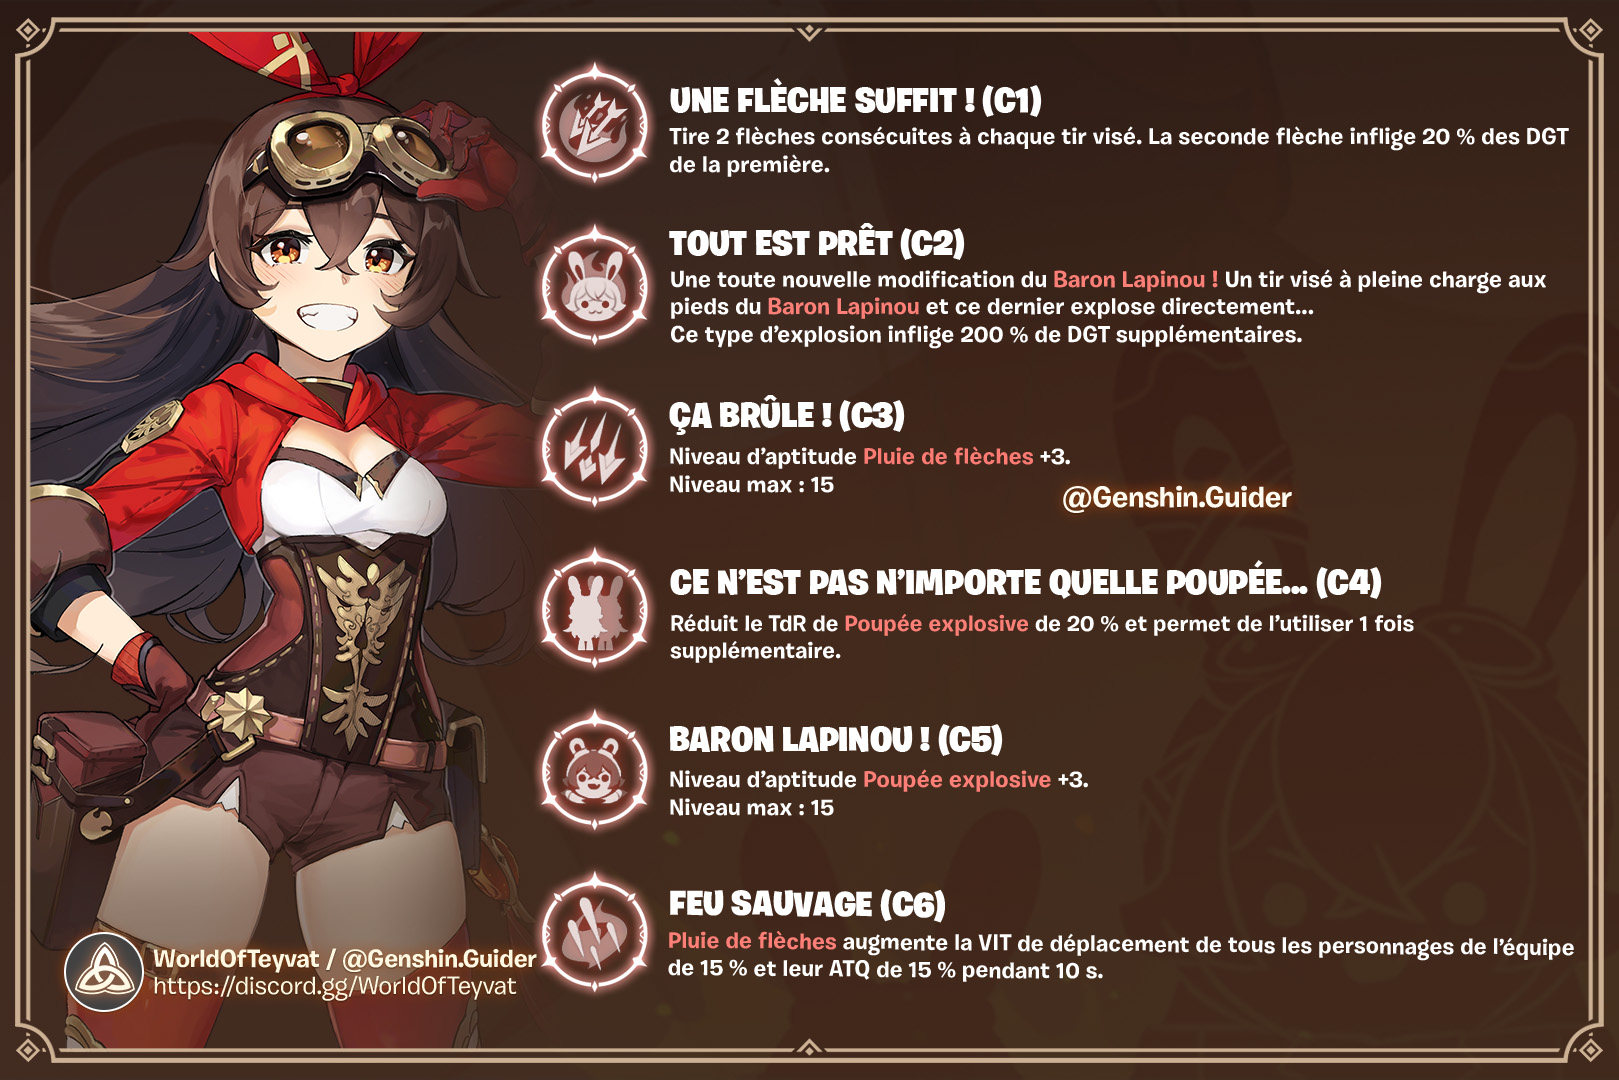 UNE FLÈCHE SUFFIT ! (C1)
Tire 2 flèches consécuites à chaque tir visé. La seconde flèche inflige 20 % des DGT
de la première.
TOUT EST PRÊT (C2)
Une toute nouvelle modification du Baron Lapinou ! Un tir visé à pleine charge aux
pieds du Baron Lapinou et ce dernier explose directement...
Ce type d’explosion inflige 200 % de DGT supplémentaires.
ÇA BRÛLE ! (C3)
Niveau d’aptitude Pluie de flèches +3.
Niveau max : 15
@Genshin.Guider
CE N’EST PAS N’IMPORTE QUELLE POUPÉE... (C4)
Réduit le TdR de Poupée explosive de 20 % et permet de l’utiliser 1 fois
supplémentaire.
BARON LAPINOU ! (C5)
Niveau d’aptitude Poupée explosive +3.
Niveau max : 15
FEU SAUVAGE (C6)
Pluie de flèches augmente la VIT de déplacement de tous les personnages de l’équipe
de 15 % et leur ATQ de 15 % pendant 10 s.
WorldOfTeyvat / @Genshin.Guider
https://discord.gg/WorldOfTeyvat